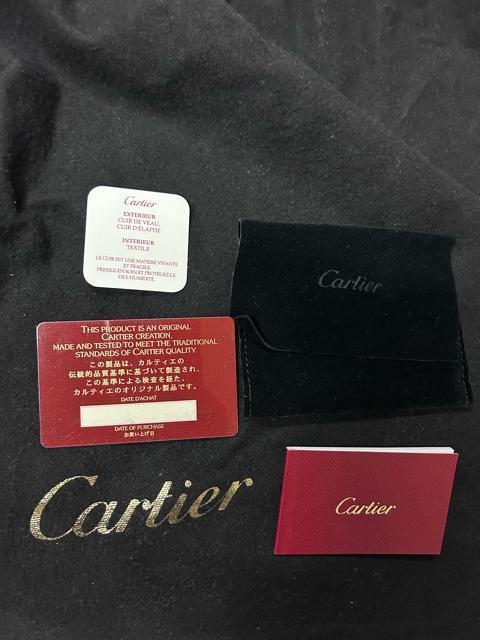 Cartier
EXTERIEUR
CUIR DE VEAU,
CUIR D'ÉLAPHE
INTERIEUR
TEXTILE
LE CUIR EST UNE MATIERE VIVANTE
ET FRAGILE.
PRENEZ-EN SOIN ET PROTÉGEZ-LE
DE L'HUMIDITÉ.
Cartier
THIS PRODUCT IS AN ORIGINAL
CARTIER CREATION,
MADE AND TESTED TO MEET THE TRADITIONAL
STANDARDS OF CARTIER QUALITY.
この製品は、カルティエの
伝統的品質基準に基づいて製造され、
この基準による検査を経た、
カルティエのオリジナル製品です。
DATE D'ACHAT
DATE OF PURCHASE
お買い上げ日
Cartier
Cartier